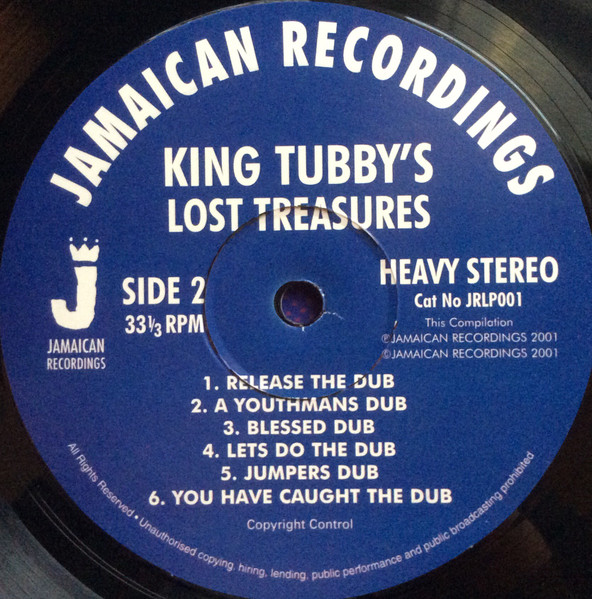 JAMAICAN RECORDINGS
KING TUBBY'S
LOST TREASURES
J
JAMAICAN
RECORDINGS
SIDE 2
33⅓ RPM
HEAVY STEREO
Cat No JRLP001
This Compilation
℗JAMAICAN RECORDINGS 2001
©JAMAICAN RECORDINGS 2001
1. RELEASE THE DUB
2. A YOUTHMANS DUB
3. BLESSED DUB
4. LETS DO THE DUB
5. JUMPERS DUB
6. YOU HAVE CAUGHT THE DUB
Copyright Control
All Rights Reserved • Unauthorised copying, hiring, lending, public performance and public broadcasting prohibited